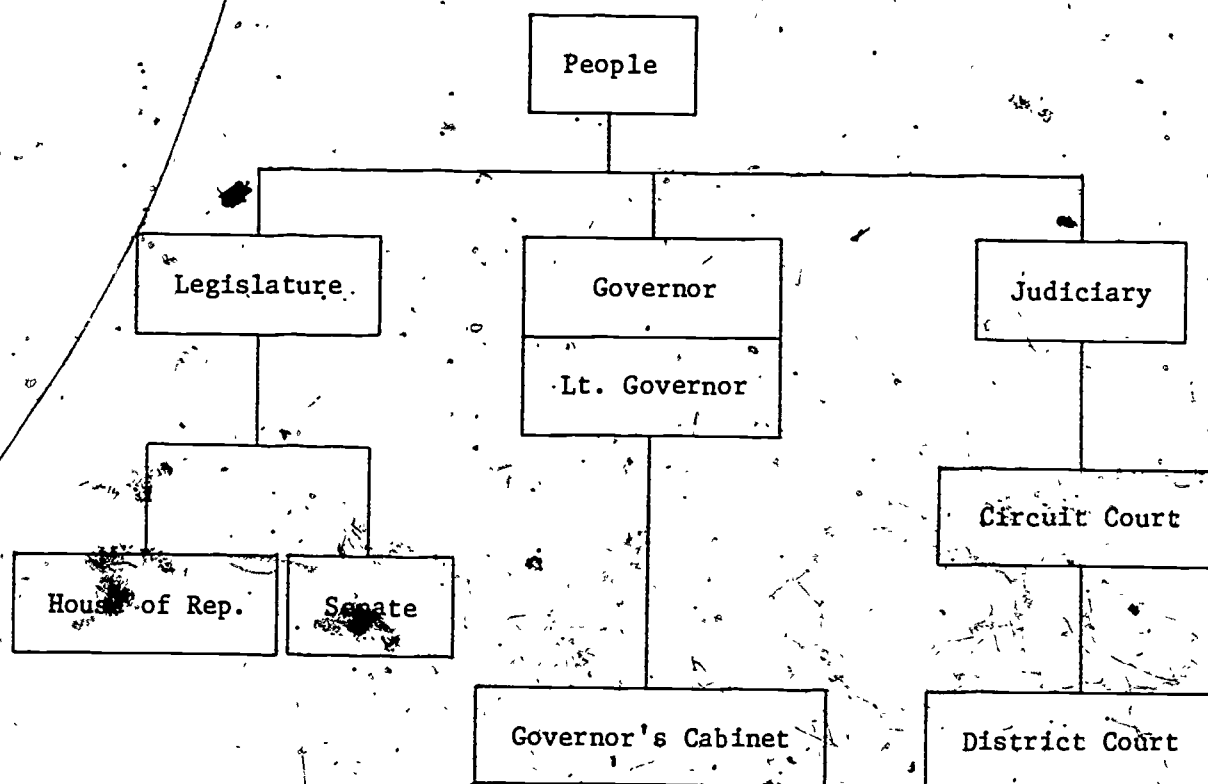 People
Legislature
Governor
Judiciary
Lt. Governor
Circuit Court
House of Rep.
Senate
Governor's Cabinet
District Court